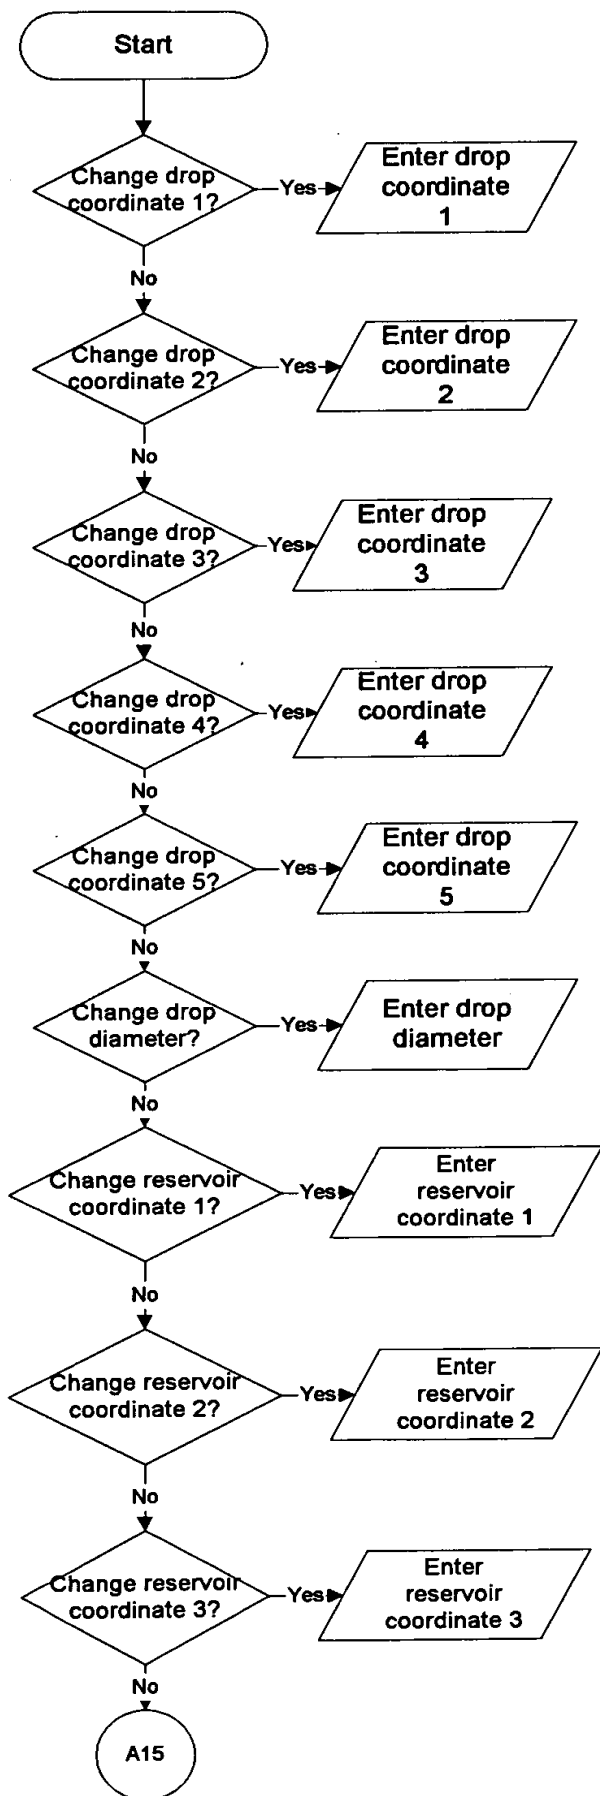 Start
Change drop
coordinate 1?
Yes
Enter drop
coordinate
1
No
Change drop
coordinate 2?
Yes
Enter drop
coordinate
2
No
Change drop
coordinate 3?
Yes
Enter drop
coordinate
3
No
Change drop
coordinate 4?
Yes
Enter drop
coordinate
4
No
Change drop
coordinate 5?
Yes
Enter drop
coordinate
5
No
Change drop
diameter?
Yes
Enter drop
diameter
No
Change reservoir
coordinate 1?
Yes
Enter
reservoir
coordinate 1
No
Change reservoir
coordinate 2?
Yes
Enter
reservoir
coordinate 2
No
Change reservoir
coordinate 3?
Yes
Enter
reservoir
coordinate 3
No
A15